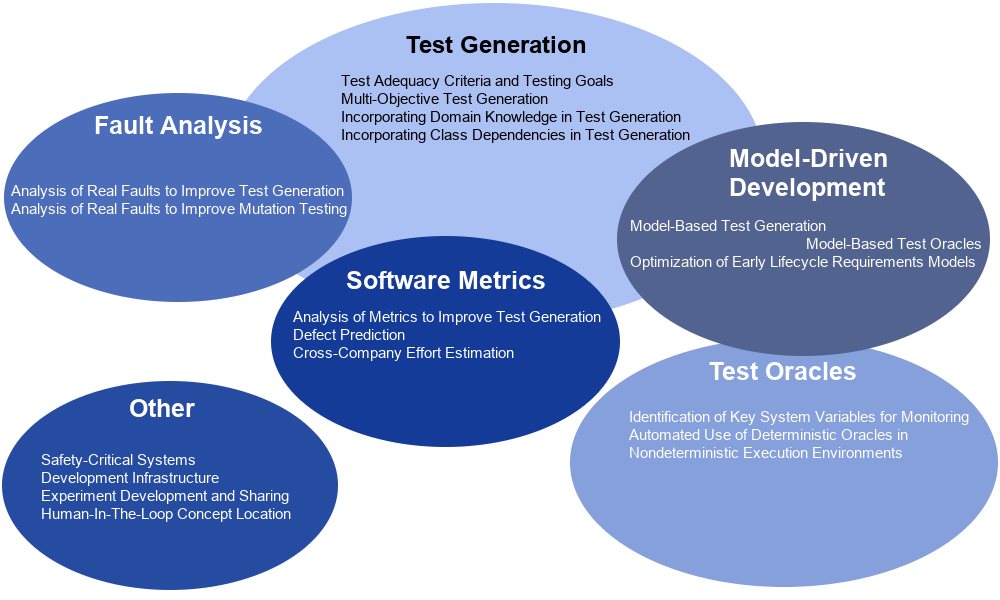 Test Generation
Test Adequacy Criteria and Testing Goals
Multi-Objective Test Generation
Incorporating Domain Knowledge in Test Generation
Incorporating Class Dependencies in Test Generation
Fault Analysis
Analysis of Real Faults to Improve Test Generation
Analysis of Real Faults to Improve Mutation Testing
Model-Driven
Development
Model-Based Test Generation
Model-Based Test Oracles
Optimization of Early Lifecycle Requirements Models
Software Metrics
Analysis of Metrics to Improve Test Generation
Defect Prediction
Cross-Company Effort Estimation
Test Oracles
Identification of Key System Variables for Monitoring
Automated Use of Deterministic Oracles in
Nondeterministic Execution Environments
Other
Safety-Critical Systems
Development Infrastructure
Experiment Development and Sharing
Human-In-The-Loop Concept Location